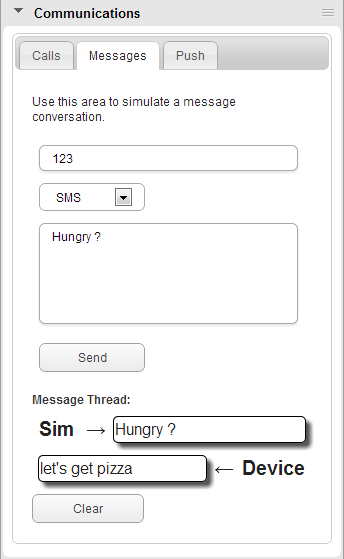 Communications
Calls Messages Push
Use this area to simulate a message
conversation.
123
SMS
Hungry ?
Send
Message Thread:
Sim → Hungry ?
let's get pizza ← Device
Clear